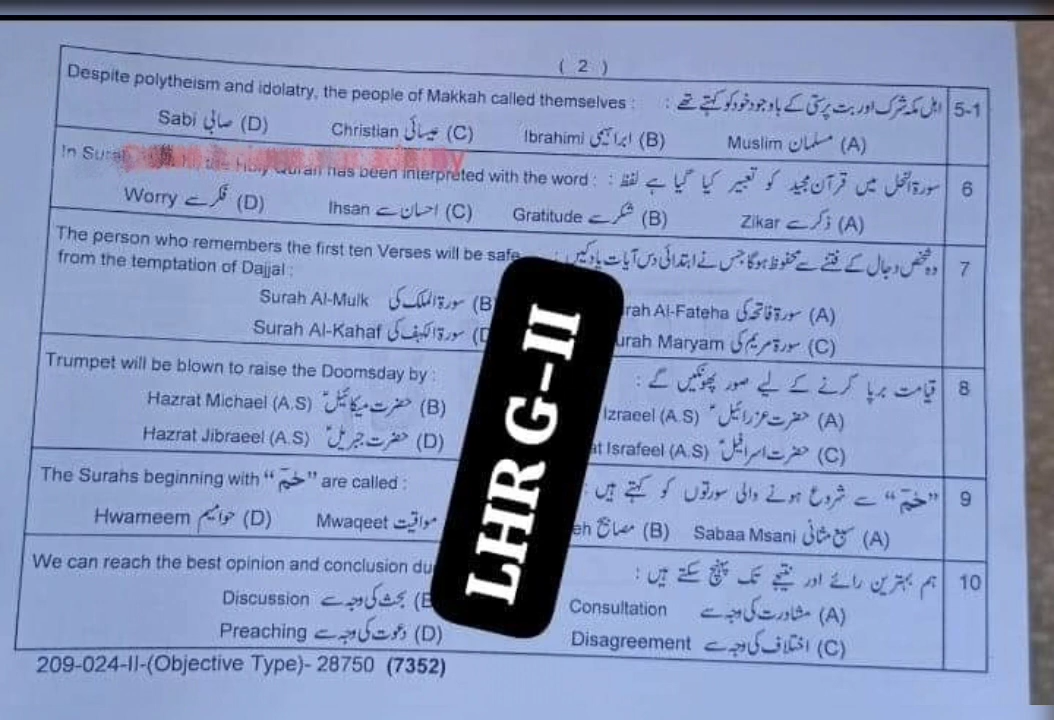 ( 2 )
5-1 اہل مکہ شرک اور بت پرستی کے باوجود خود کو کہتے تھے :
Despite polytheism and idolatry, the people of Makkah called themselves :
(A) مسلمان Muslim (B) ابراہیمی Ibrahimi (C) عیسائی Christian (D) صابی Sabi
6 سورۃ النحل میں قرآن مجید کو تعبیر کیا گیا ہے لفظ :
In Surah the Holy Quran has been interpreted with the word :
(A) ذکر سے Zikar (B) شکر سے Gratitude (C) احسان سے Ihsan (D) فکر سے Worry
7 وہ شخص دجال کے فتنے سے محفوظ ہوگا جس نے ابتدائی دس آیات یاد کیں
The person who remembers the first ten Verses will be safe
from the temptation of Dajjal :
(A) سورۃ فاتحہ کی rah Al-Fateha (B سورۃ الملک کی Surah Al-Mulk
(C) سورۃ مریم کی urah Maryam سورۃ الکہف کی Surah Al-Kahaf
8 قیامت برپا کرنے کے لیے صور پھونکیں گے :
Trumpet will be blown to raise the Doomsday by :
(A) حضرت عزرائیلؑ Izraeel (A.S) (B) حضرت میکائیلؑ Hazrat Michael (A.S)
(C) حضرت اسرافیلؑ at Israfeel (A.S) (D) حضرت جبریلؑ Hazrat Jibraeel (A.S)
9 ”حٰمٓ“ سے شروع ہونے والی سورتوں کو کہتے ہیں :
The Surahs beginning with “حٰمٓ” are called :
(A) سبع مثانی Sabaa Msani (B) eh مواقیت Mwaqeet (D) حوامیم Hwameem
10 ہم بہترین رائے اور نتیجے تک پہنچ سکتے ہیں :
We can reach the best opinion and conclusion du
(A) مشاورت کی وجہ سے Consultation بحث کی وجہ سے Discussion
(C) اختلاف کی وجہ سے Disagreement (D) دعوت کی وجہ سے Preaching
209-024-II-(Objective Type)- 28750 (7352)
LHR G-II